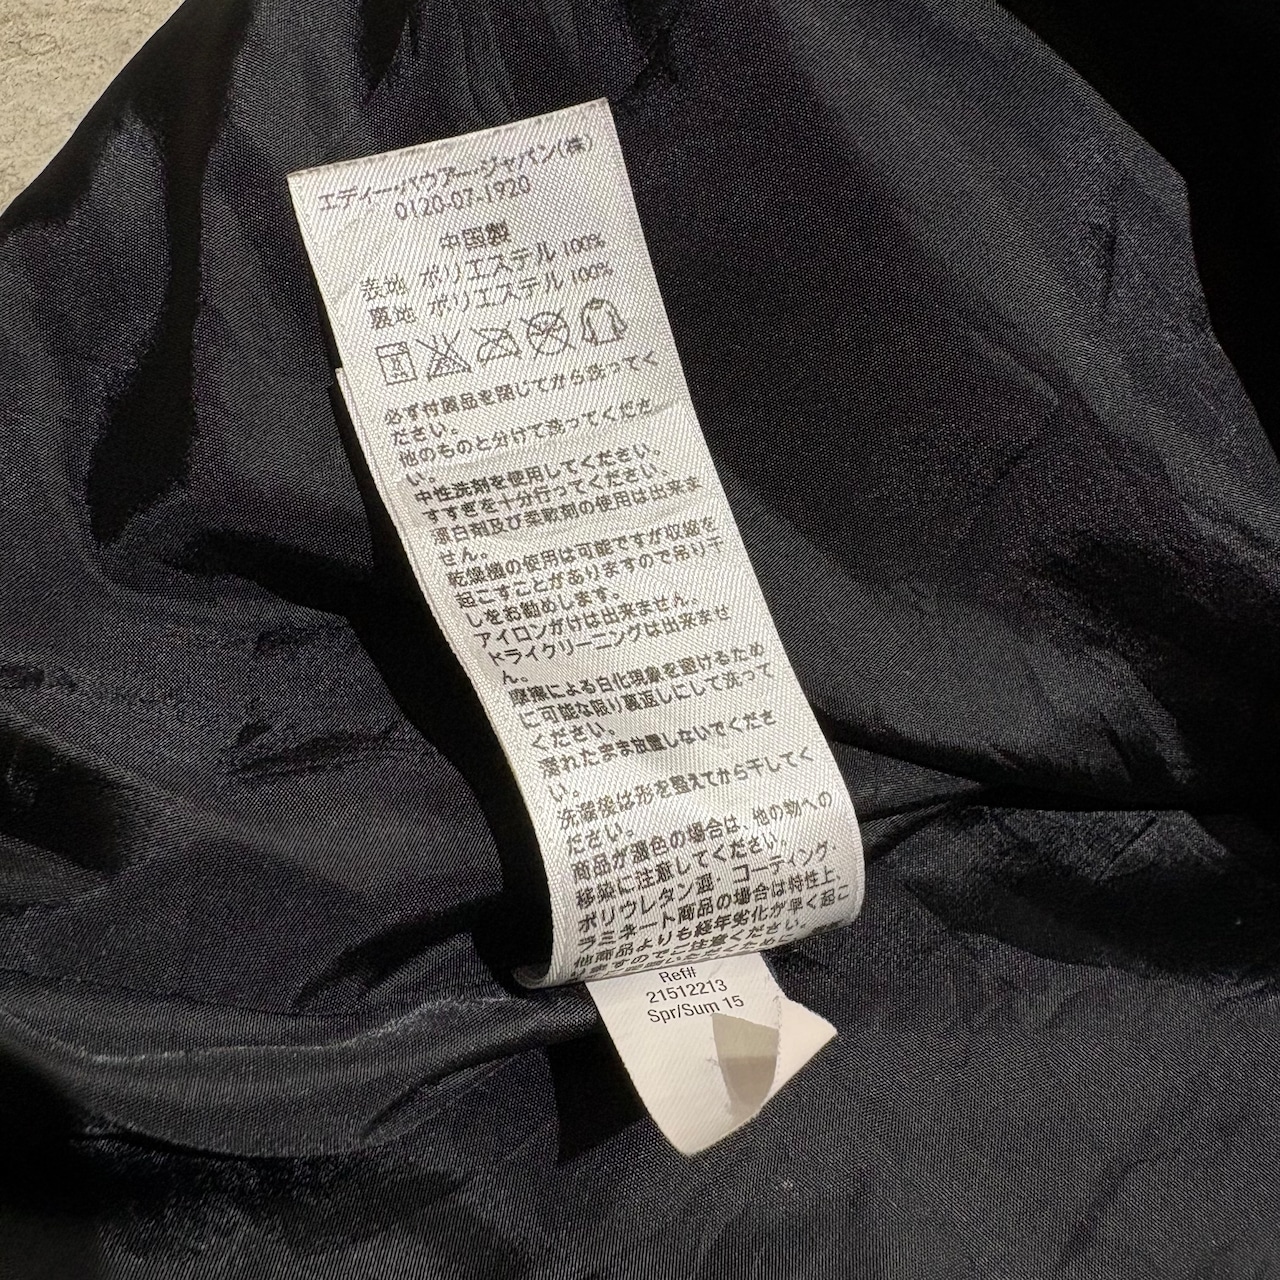 エディー・バウアー・ジャパン(株)
0120-07-1920
中国製
表地 ポリエステル 100%
裏地 ポリエステル 100%
必ず付属品を閉じてから洗ってく
ださい。
他のものと分けて洗ってくださ
い。
中性洗剤を使用してください。
すすぎを十分行ってください。
漂白剤及び柔軟剤の使用は出来ま
せん。
乾燥機の使用は可能ですが収縮を
起こすことがありますので吊り干
しをお勧めします。
アイロンがけは出来ません。
ドライクリーニングは出来ませ
ん。
摩擦による白化現象を避けるため
に可能な限り裏返しにして洗って
ください。
濡れたまま放置しないでくださ
い。
洗濯後は形を整えてから干してく
ださい。
商品が濃色の場合は、他の物への
移染に注意してください。
ポリウレタン混・コーティング・
ラミネート商品の場合は特性上、
他商品よりも経年劣化が早く起こ
りますのでご注意ください。
Ref#
21512213
Spr/Sum 15